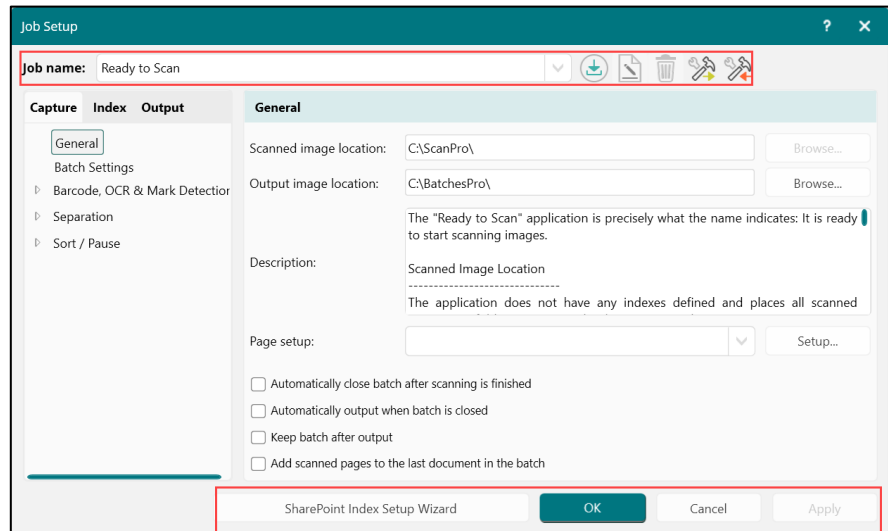 Job Setup ?
Job name: Ready to Scan
Capture Index Output
General
Batch Settings
Barcode, OCR & Mark Detection
Separation
Sort / Pause
General
Scanned image location: C:\ScanPro\ Browse...
Output image location: C:\BatchesPro\ Browse...
Description:
The "Ready to Scan" application is precisely what the name indicates: It is ready
to start scanning images.
Scanned Image Location
------------------------------
The application does not have any indexes defined and places all scanned
Page setup: Setup...
Automatically close batch after scanning is finished
Automatically output when batch is closed
Keep batch after output
Add scanned pages to the last document in the batch
SharePoint Index Setup Wizard OK Cancel Apply